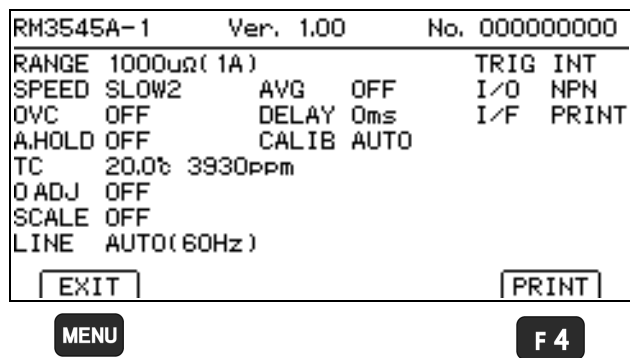 RM3545A-1 Ver. 1.00 No. 000000000
RANGE 1000uΩ( 1A) TRIG INT
SPEED SLOW2 AVG OFF I/O NPN
OVC OFF DELAY 0ms I/F PRINT
A.HOLD OFF CALIB AUTO
TC 20.0℃ 3930ppm
0 ADJ OFF
SCALE OFF
LINE AUTO(60Hz)
EXIT PRINT
MENU F 4